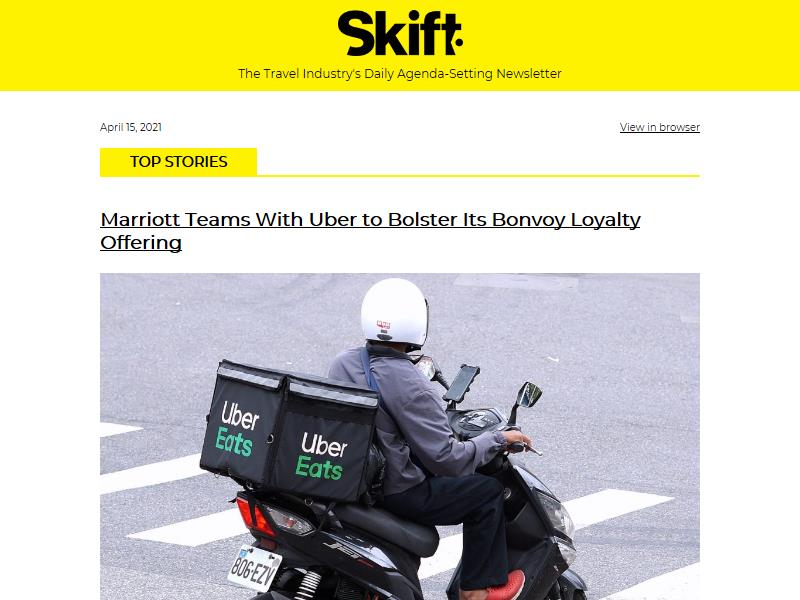 Skift
The Travel Industry's Daily Agenda-Setting Newsletter
April 15, 2021
View in browser
TOP STORIES
Marriott Teams With Uber to Bolster Its Bonvoy Loyalty
Offering
Uber
Eats
Uber
Eats
806-EZV